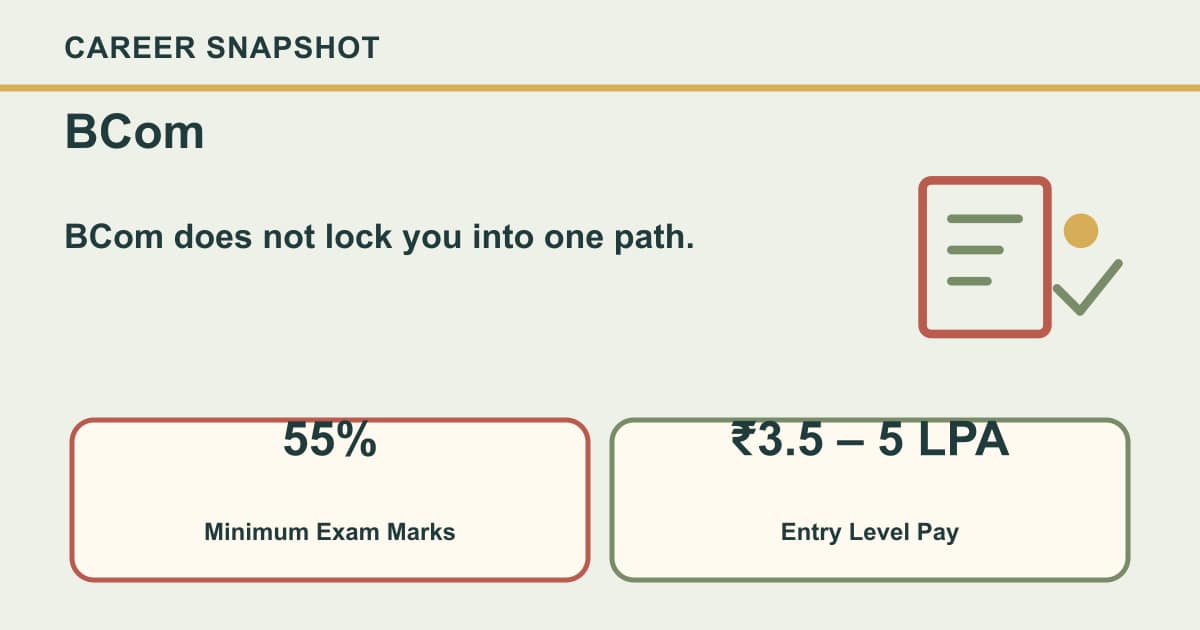 CAREER SNAPSHOT
BCom
BCom does not lock you into one path.
55%
Minimum Exam Marks
₹3.5 – 5 LPA
Entry Level Pay